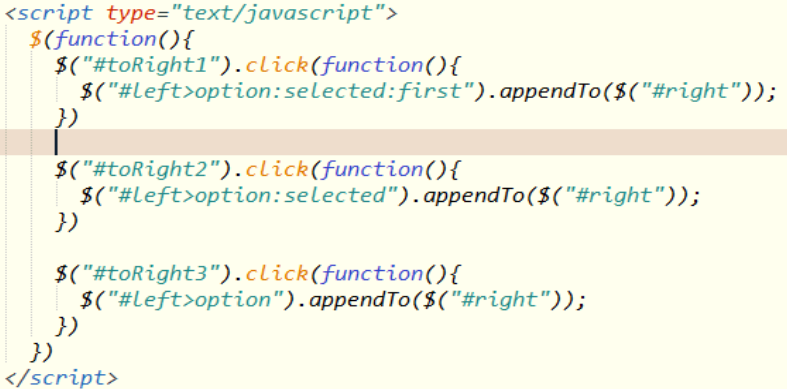 <script type="text/javascript">
$(function(){
$("#toRight1").click(function(){
$("#left>option:selected:first").appendTo($("#right"));
})
$("#toRight2").click(function(){
$("#left>option:selected").appendTo($("#right"));
})
$("#toRight3").click(function(){
$("#left>option").appendTo($("#right"));
})
})
</script>